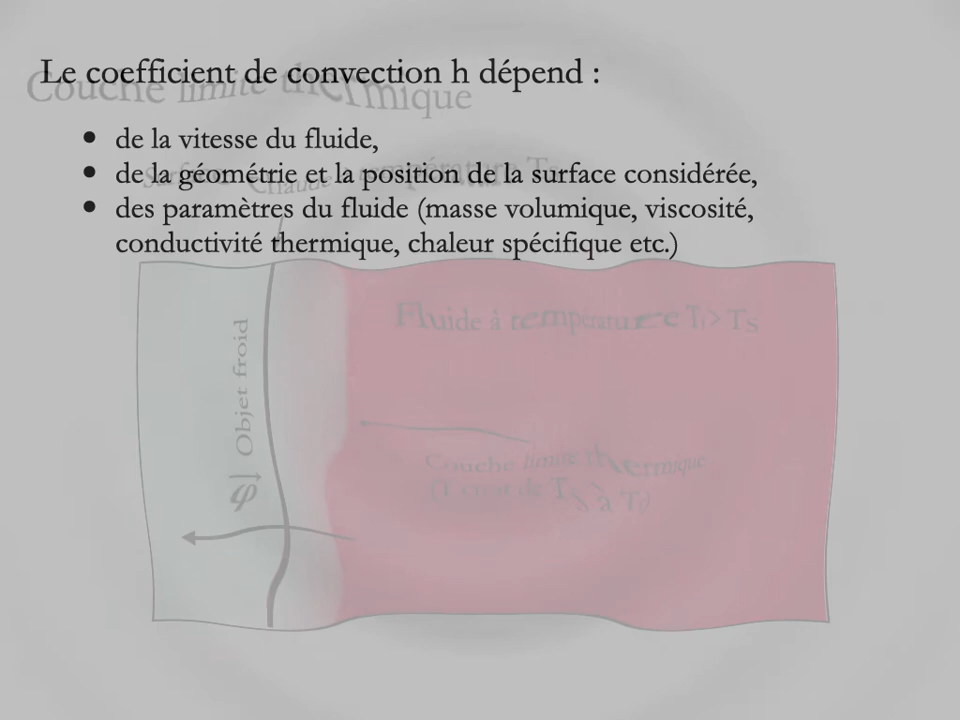 Le coefficient de convection h dépend :
Couche limite thermique
• de la vitesse du fluide,
• de la géométrie et la position de la surface considérée,
• des paramètres du fluide (masse volumique, viscosité,
conductivité thermique, chaleur spécifique etc.)
Fluide à température Tf > Ts
Objet froid
φ
Couche limite thermique